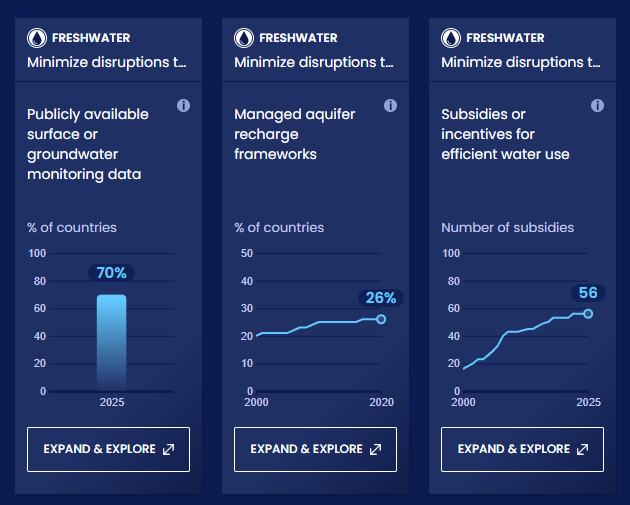 FRESHWATER
Minimize disruptions t...
Publicly available
surface or
groundwater
monitoring data
i
% of countries
100
80
60
40
20
0
70%
2025
EXPAND & EXPLORE
FRESHWATER
Minimize disruptions t...
Managed aquifer
recharge
frameworks
i
% of countries
50
40
30
20
10
0
26%
2000 2020
EXPAND & EXPLORE
FRESHWATER
Minimize disruptions t...
Subsidies or
incentives for
efficient water use
i
Number of subsidies
100
80
60
40
20
0
56
2000 2025
EXPAND & EXPLORE